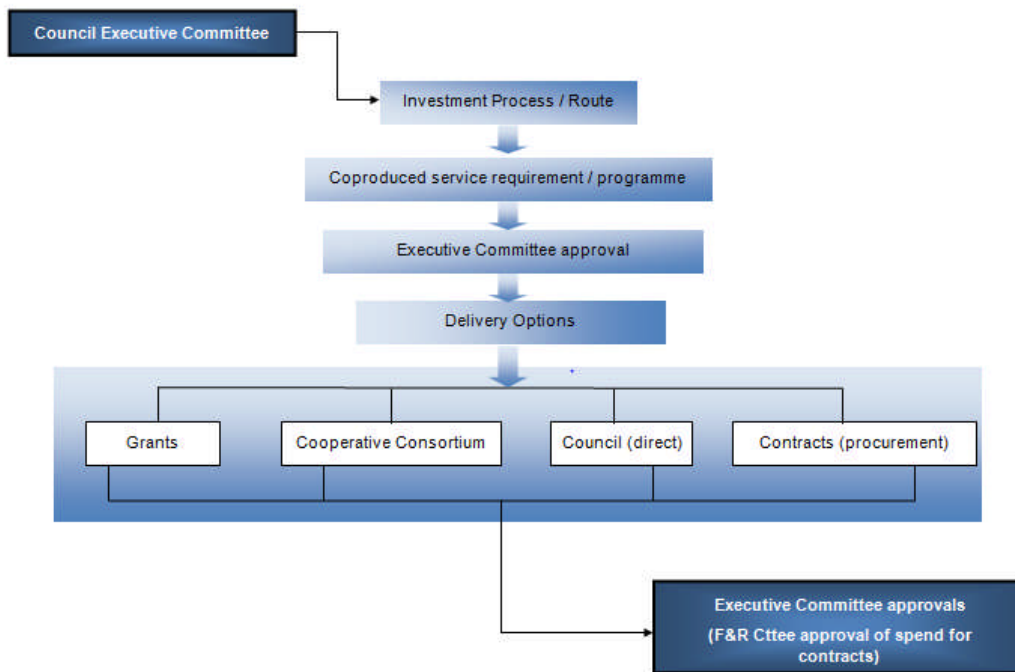 Council Executive Committee
Investment Process / Route
Coproduced service requirement / programme
Executive Committee approval
Delivery Options
Grants
Cooperative Consortium
Council (direct)
Contracts (procurement)
Executive Committee approvals
(F&R Cttee approval of spend for
contracts)